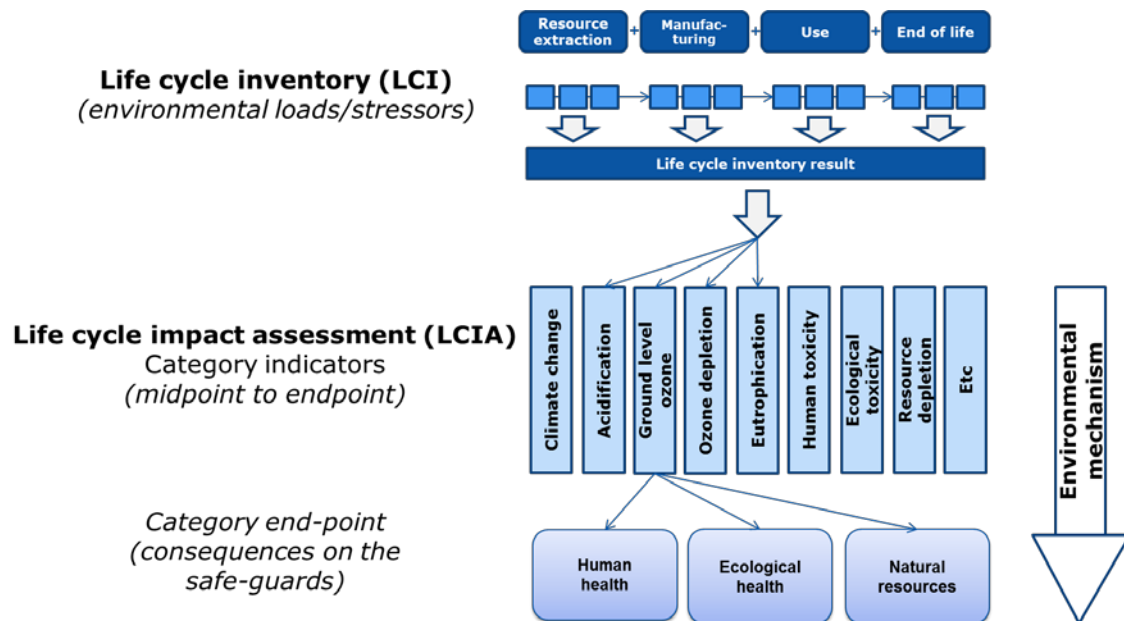 Resource
extraction
+
Manufac-
turing
+
Use
+
End of life
Life cycle inventory (LCI)
(environmental loads/stressors)
Life cycle inventory result
Life cycle impact assessment (LCIA)
Category indicators
(midpoint to endpoint)
Climate change
Acidification
Ground level
ozone
Ozone depletion
Eutrophication
Human toxicity
Ecological
toxicity
Resource
depletion
Etc
Environmental
mechanism
Category end-point
(consequences on the
safe-guards)
Human
health
Ecological
health
Natural
resources